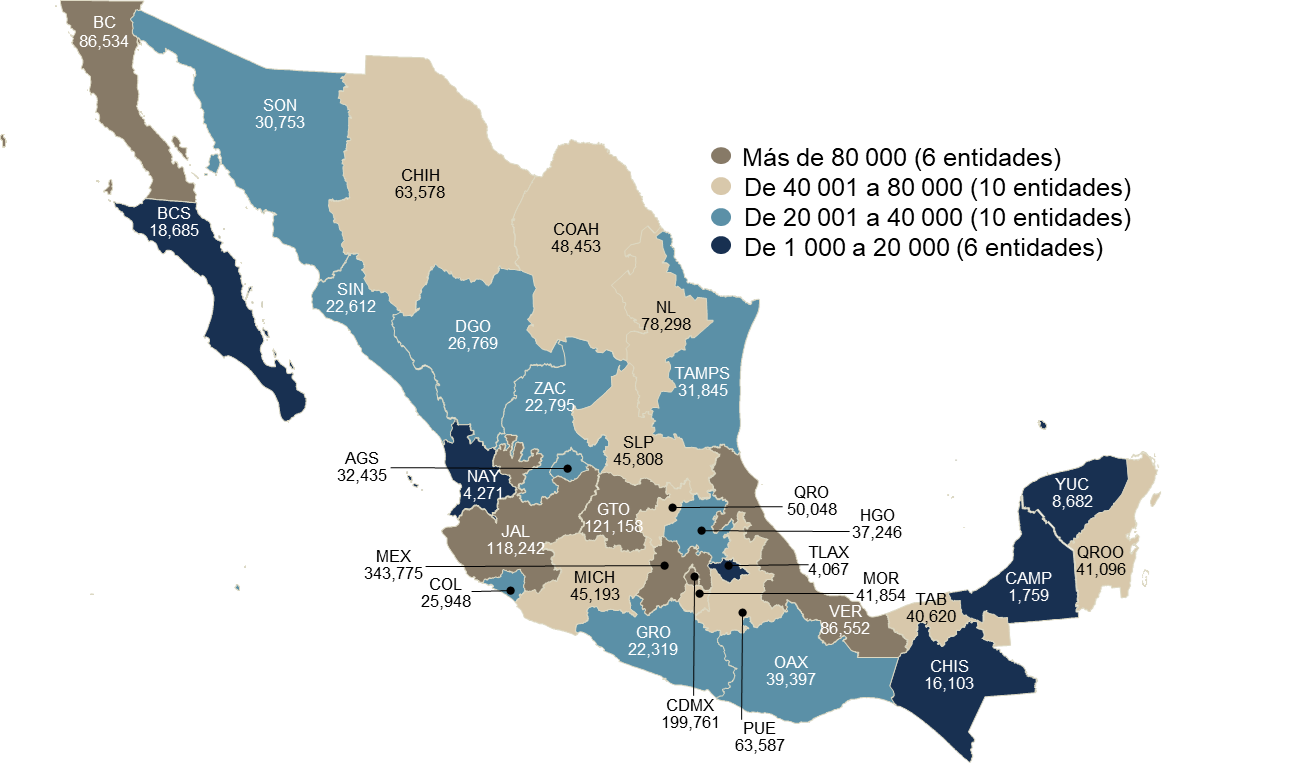 BC
86,534
SON
30,753
Más de 80 000 (6 entidades)
De 40 001 a 80 000 (10 entidades)
De 20 001 a 40 000 (10 entidades)
De 1 000 a 20 000 (6 entidades)
CHIH
63,578
BCS
18,685
COAH
48,453
SIN
22,612
NL
78,298
DGO
26,769
TAMPS
31,845
ZAC
22,795
SLP
45,808
AGS
32,435
NAY
4,271
YUC
8,682
QRO
50,048
GTO
121,158
HGO
37,246
JAL
118,242
QROO
41,096
MEX
343,775
TLAX
4,067
COL
25,948
MICH
45,193
MOR
41,854
CAMP
1,759
TAB
40,620
VER
86,552
GRO
22,319
OAX
39,397
CHIS
16,103
CDMX
199,761
PUE
63,587